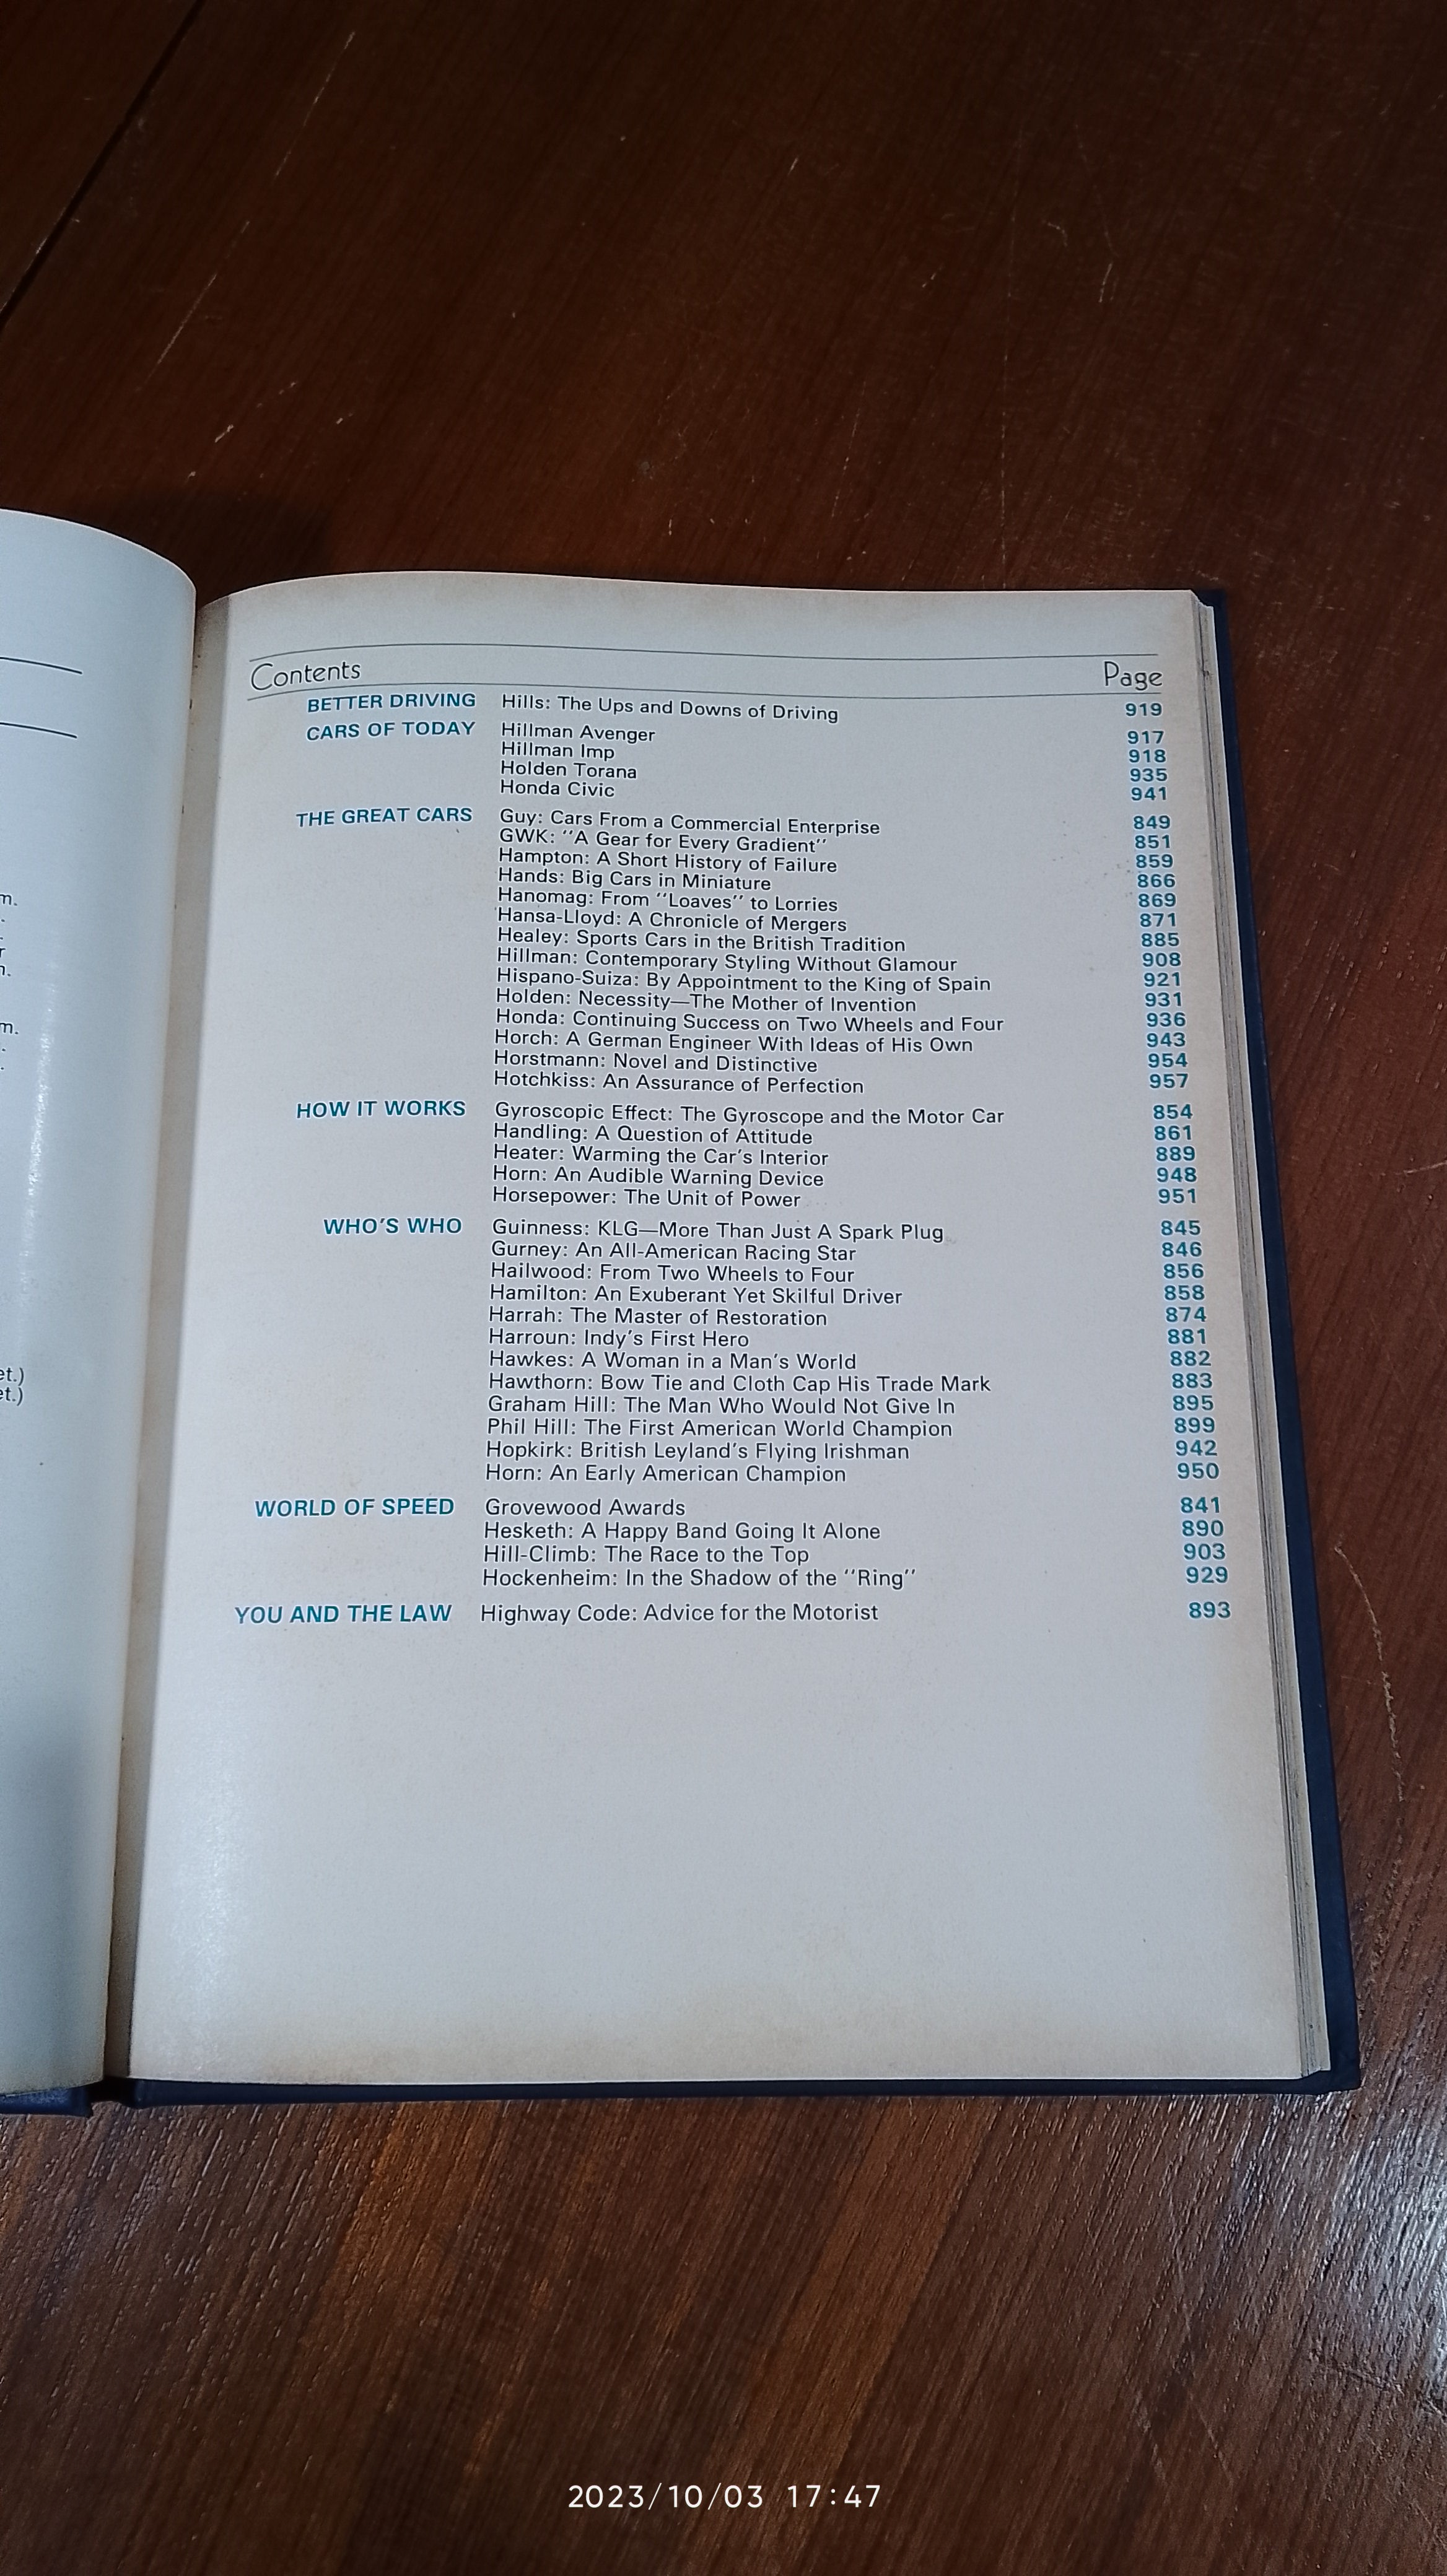 m.
r
m.
et.)
et.)
Contents Page
BETTER DRIVING Hills: The Ups and Downs of Driving 919
CARS OF TODAY Hillman Avenger 917
Hillman Imp 918
Holden Torana 935
Honda Civic 941
THE GREAT CARS Guy: Cars From a Commercial Enterprise 849
GWK: "A Gear for Every Gradient" 851
Hampton: A Short History of Failure 859
Hands: Big Cars in Miniature 866
Hanomag: From "Loaves" to Lorries 869
Hansa-Lloyd: A Chronicle of Mergers 871
Healey: Sports Cars in the British Tradition 885
Hillman: Contemporary Styling Without Glamour 908
Hispano-Suiza: By Appointment to the King of Spain 921
Holden: Necessity—The Mother of Invention 931
Honda: Continuing Success on Two Wheels and Four 936
Horch: A German Engineer With Ideas of His Own 943
Horstmann: Novel and Distinctive 954
Hotchkiss: An Assurance of Perfection 957
HOW IT WORKS Gyroscopic Effect: The Gyroscope and the Motor Car 854
Handling: A Question of Attitude 861
Heater: Warming the Car's Interior 889
Horn: An Audible Warning Device 948
Horsepower: The Unit of Power 951
WHO'S WHO Guinness: KLG—More Than Just A Spark Plug 845
Gurney: An All-American Racing Star 846
Hailwood: From Two Wheels to Four 856
Hamilton: An Exuberant Yet Skilful Driver 858
Harrah: The Master of Restoration 874
Harroun: Indy's First Hero 881
Hawkes: A Woman in a Man's World 882
Hawthorn: Bow Tie and Cloth Cap His Trade Mark 883
Graham Hill: The Man Who Would Not Give In 895
Phil Hill: The First American World Champion 899
Hopkirk: British Leyland's Flying Irishman 942
Horn: An Early American Champion 950
WORLD OF SPEED Grovewood Awards 841
Hesketh: A Happy Band Going It Alone 890
Hill-Climb: The Race to the Top 903
Hockenheim: In the Shadow of the "Ring" 929
YOU AND THE LAW Highway Code: Advice for the Motorist 893
2023/10/03 17:47